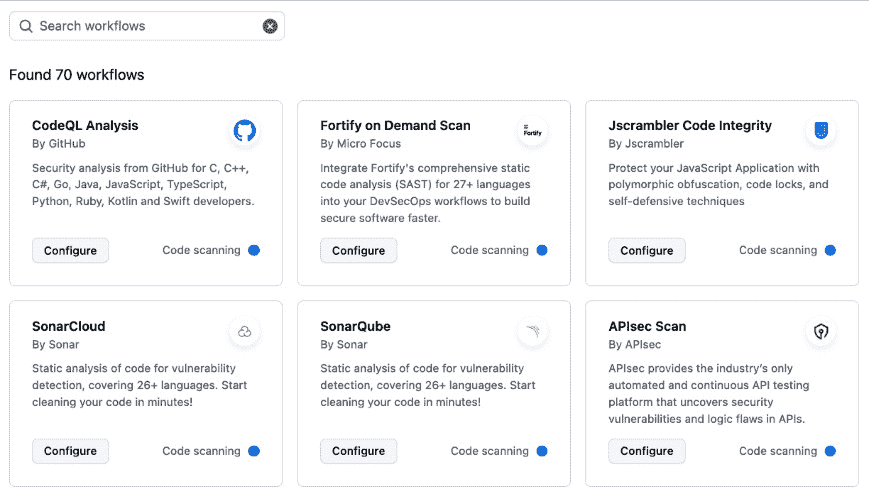 Search workflows
Found 70 workflows
CodeQL Analysis
By GitHub
Security analysis from GitHub for C, C++,
C#, Go, Java, JavaScript, TypeScript,
Python, Ruby, Kotlin and Swift developers.
Configure
Code scanning
Fortify on Demand Scan
Fortify
By Micro Focus
Integrate Fortify's comprehensive static
code analysis (SAST) for 27+ languages
into your DevSecOps workflows to build
secure software faster.
Configure
Code scanning
Jscrambler Code Integrity
By Jscrambler
Protect your JavaScript Application with
polymorphic obfuscation, code locks, and
self-defensive techniques
Configure
Code scanning
SonarCloud
By Sonar
Static analysis of code for vulnerability
detection, covering 26+ languages. Start
cleaning your code in minutes!
Configure
Code scanning
SonarQube
By Sonar
Static analysis of code for vulnerability
detection, covering 26+ languages. Start
cleaning your code in minutes!
Configure
Code scanning
APIsec Scan
By APIsec
APIsec provides the industry’s only
automated and continuous API testing
platform that uncovers security
vulnerabilities and logic flaws in APIs.
Configure
Code scanning